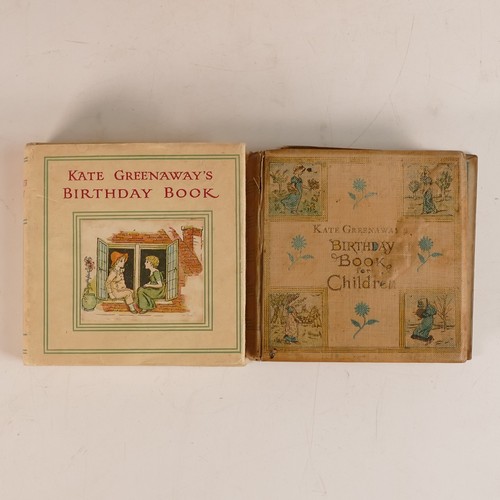 KATE GREENAWAY'S
BIRTHDAY BOOK
KATE GREENAWAY'S
BIRTHDAY
BOOK
for
Children